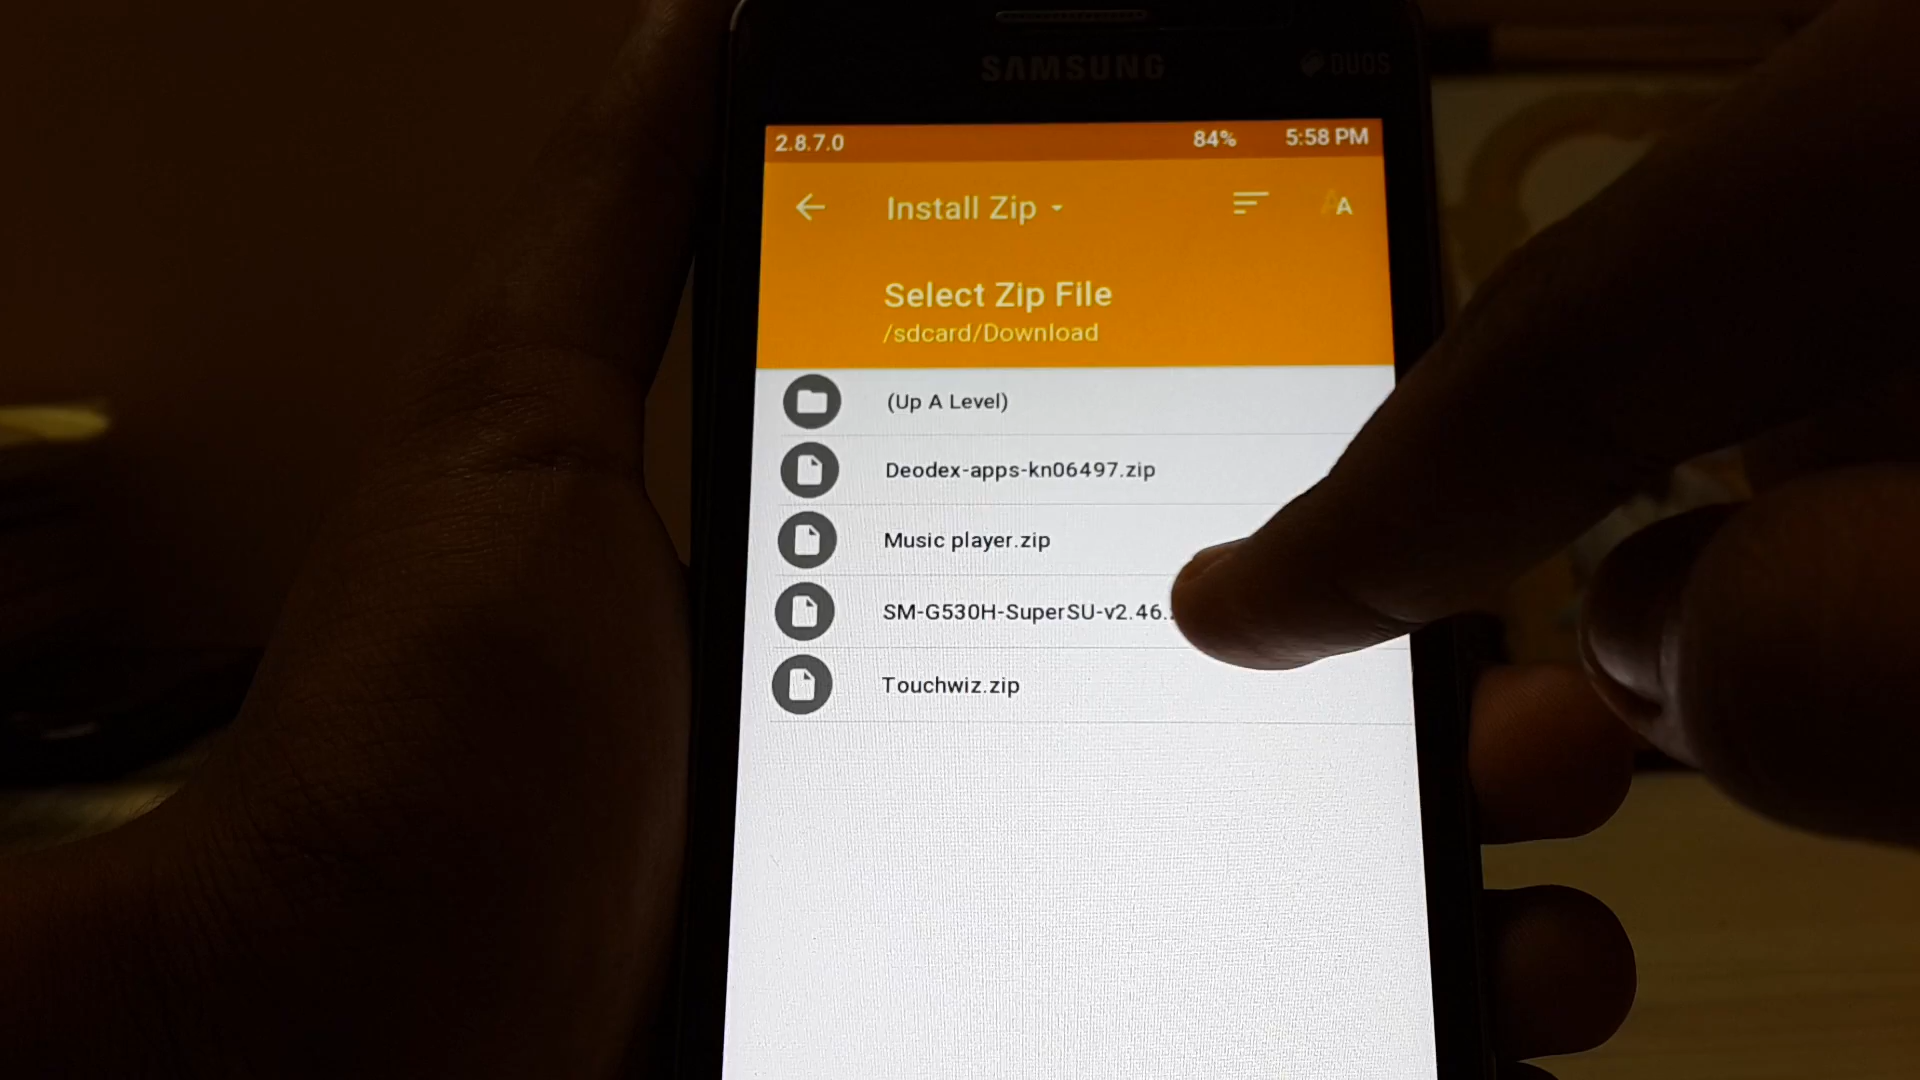 SAMSUNG
DUOS
2.8.7.0 84% 5:58 PM
Install Zip
A
Select Zip File
/sdcard/Download
(Up A Level)
Deodex-apps-kn06497.zip
Music player.zip
SM-G530H-SuperSU-v2.46.
Touchwiz.zip